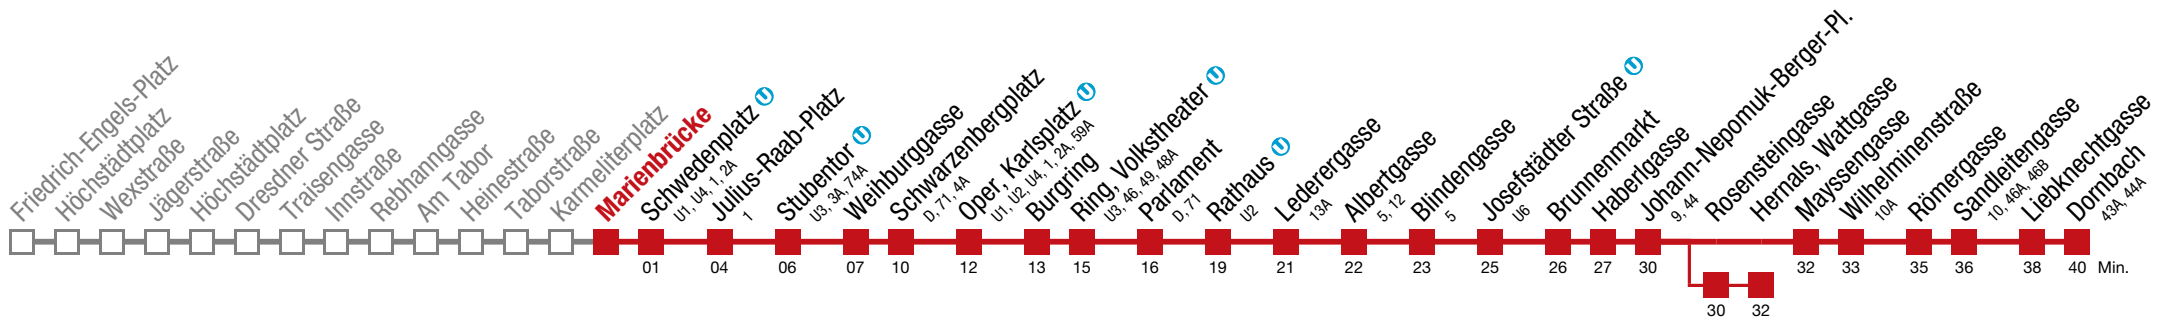 Friedrich-Engels-Platz
Höchstädtplatz
Wexstraße
Jägerstraße
Höchstädtplatz
Dresdner Straße
Traisengasse
Innstraße
Rebhanngasse
Am Tabor
Heinestraße
Taborstraße
Karmeliterplatz
Marienbrücke
Schwedenplatz U
U1, U4, 1, 2A
Julius-Raab-Platz
1
Stubentor U
U3, 3A, 74A
Weihburggasse
Schwarzenbergplatz
D, 71, 4A
Oper, Karlsplatz U
U1, U2, U4, 1, 2A, 59A
Burgring
Ring, Volkstheater U
U3, 46, 49, 48A
Parlament
D, 71
Rathaus U
U2
Lederergasse
13A
Albertgasse
5, 12
Blindengasse
5
Josefstädter Straße U
U6
Brunnenmarkt
Haberlgasse
Johann-Nepomuk-Berger-Pl.
9, 44
Rosensteingasse
Hernals, Wattgasse
Mayssengasse
Wilhelminenstraße
10A
Römergasse
Sandleitengasse
10, 46A, 46B
Liebknechtgasse
Dornbach
43A, 44A
01 04 06 07 10 12 13 15 16 19 21 22 23 25 26 27 30 32 33 35 36 38 40 Min.
30 32